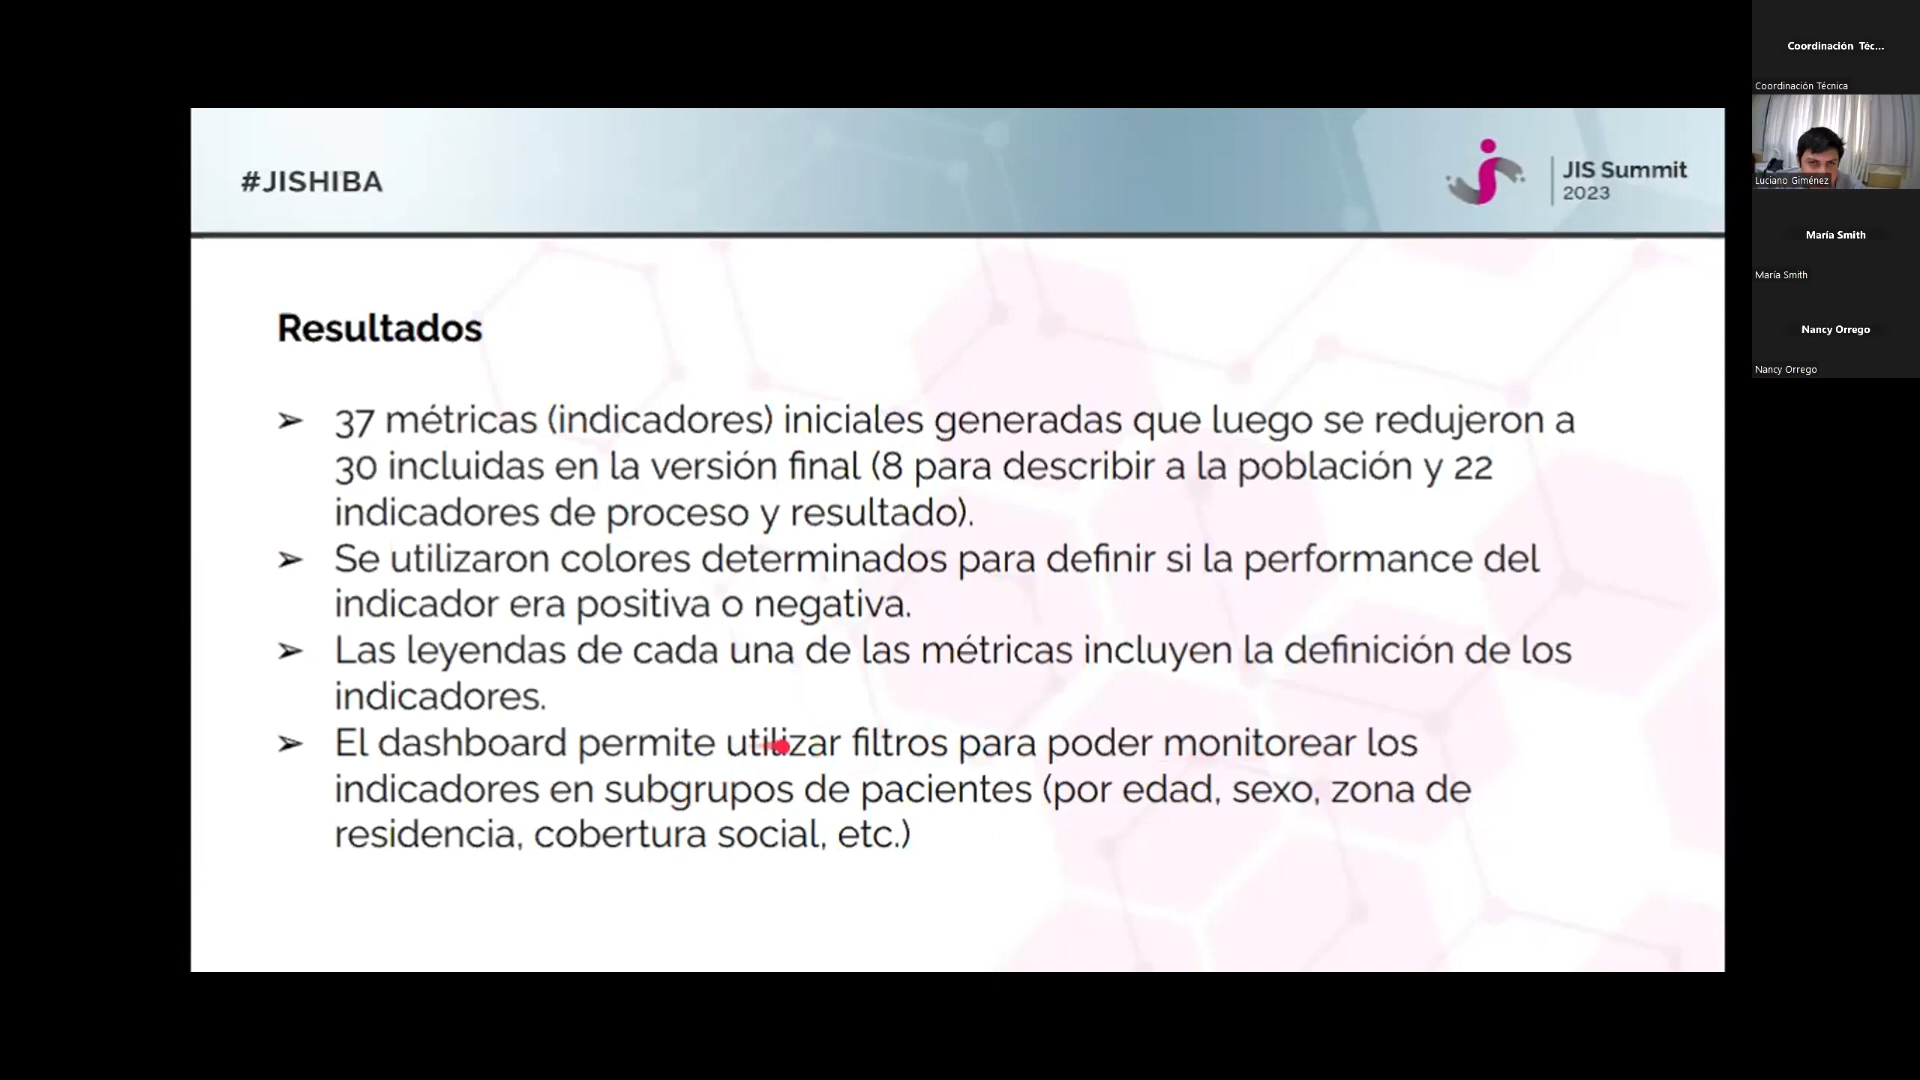 #JISHIBA
JIS Summit
2023
Resultados
➢ 37 métricas (indicadores) iniciales generadas que luego se redujeron a
30 incluidas en la versión final (8 para describir a la población y 22
indicadores de proceso y resultado).
➢ Se utilizaron colores determinados para definir si la performance del
indicador era positiva o negativa.
➢ Las leyendas de cada una de las métricas incluyen la definición de los
indicadores.
➢ El dashboard permite utilizar filtros para poder monitorear los
indicadores en subgrupos de pacientes (por edad, sexo, zona de
residencia, cobertura social, etc.)
Coordinación Téc...
Coordinación Técnica
Luciano Giménez
María Smith
María Smith
Nancy Orrego
Nancy Orrego